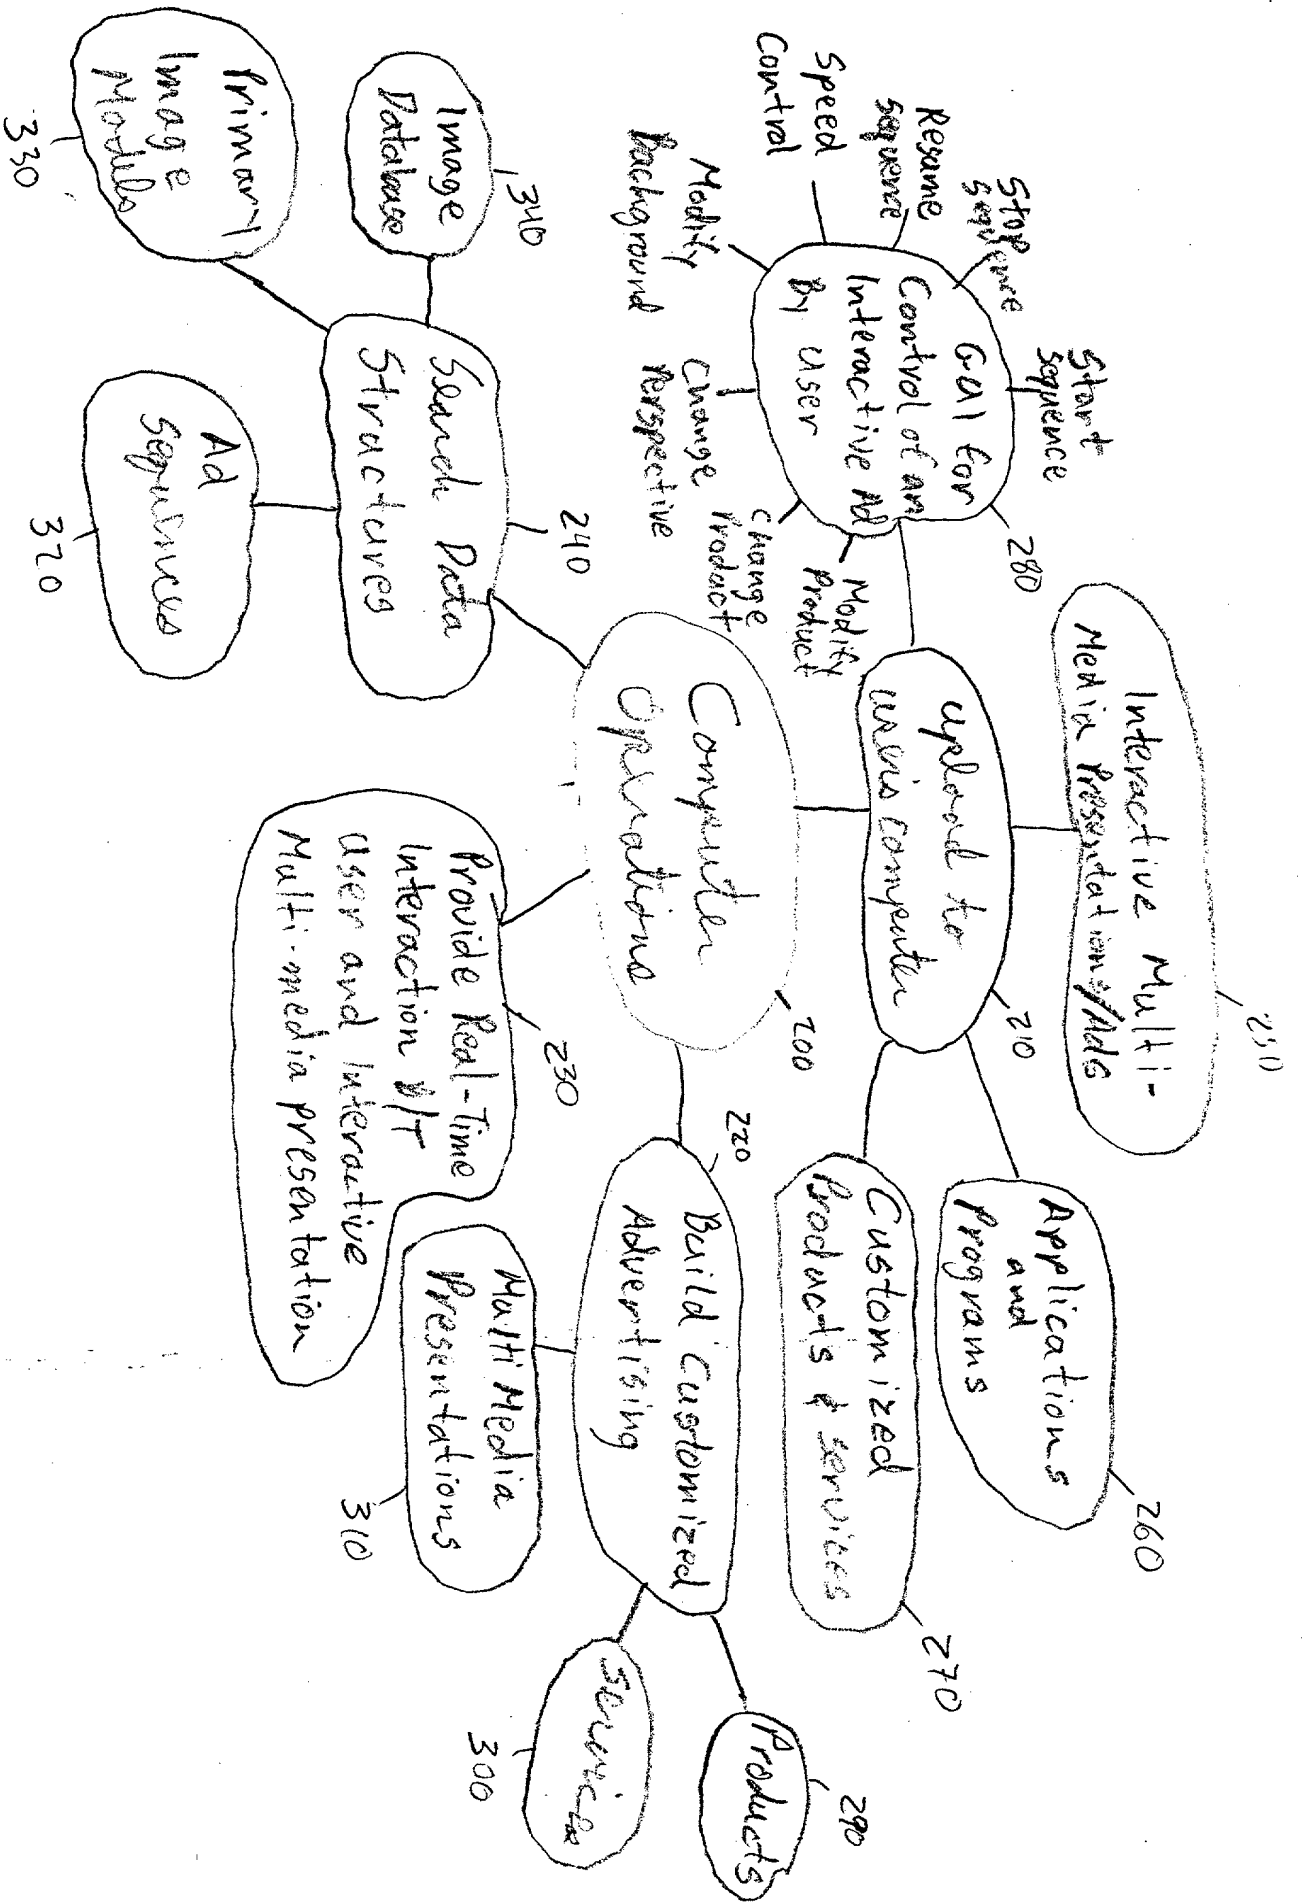 Interactive Multi-
Media Presentations/Ads
Start
sequence
Stop
sequence
Resume
sequence
Speed
Control
Modify
Background
Change
Perspective
Change
Product
Modify
Product
GUI for
Control of an
Interactive Ad
By user
280
Upload to
user's computer
210
Applications
and
Programs
260
Customized
Products & services
270
Image
Database
340
Primary
Image
Models
330
Search Data
Structures
240
Ad
Sequences
320
Computer
Operations
200
Provide Real-Time
Interaction B/T
user and Interactive
Multi-media presentation
230
220
Build Customized
Advertising
Multi Media
Presentations
310
Products
290
Services
300